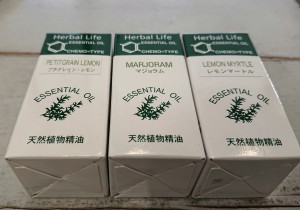 Herbal Life
ESSENTIAL OIL
CHEMO-TYPE
PETITGRAIN LEMON
プチグレイン・レモン
ESSENTIAL OIL
天然植物精油
Herbal Life
ESSENTIAL OIL
CHEMO-TYPE
MARJORAM
マジョラム
ESSENTIAL OIL
天然植物精油
Herbal Life
ESSENTIAL OIL
CHEMO-TYPE
LEMON MYRTLE
レモンマートル
ESSENTIAL OIL
天然植物精油